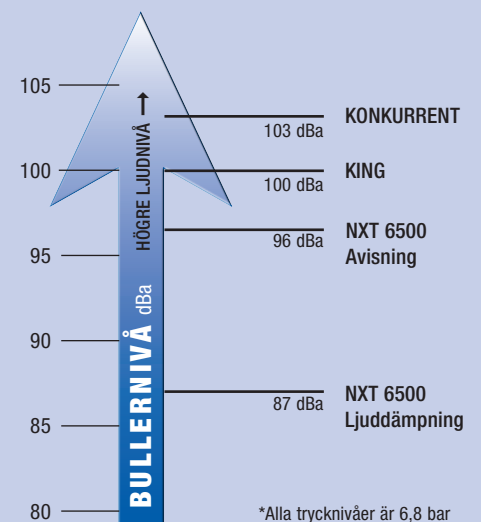 105
100
95
90
85
80
HÖGRE LJUDNIVÅ →
BULLERNIVÅ dBa
103 dBa
KONKURRENT
100 dBa
KING
96 dBa
NXT 6500
Avisning
87 dBa
NXT 6500
Ljuddämpning
*Alla trycknivåer är 6,8 bar